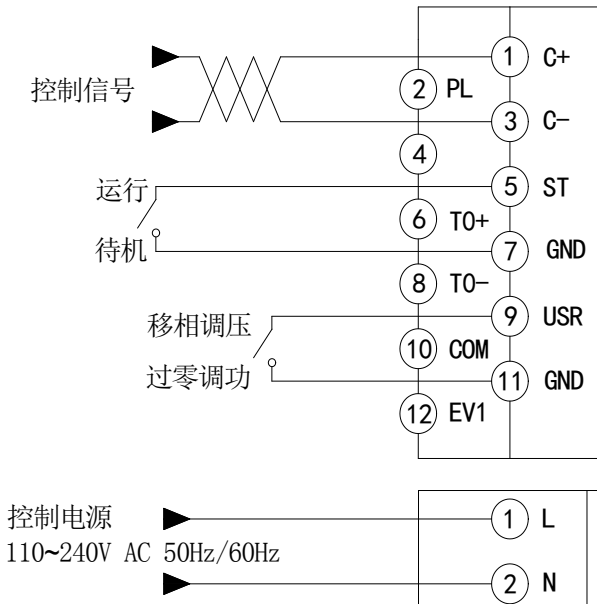 ① C+
② PL
控制信号
③ C-
④
运行
⑤ ST
⑥ TO+
待机
⑦ GND
⑧ TO-
移相调压
⑨ USR
⑩ COM
过零调功
⑪ GND
⑫ EV1
控制电源
① L
110~240V AC 50Hz/60Hz
② N